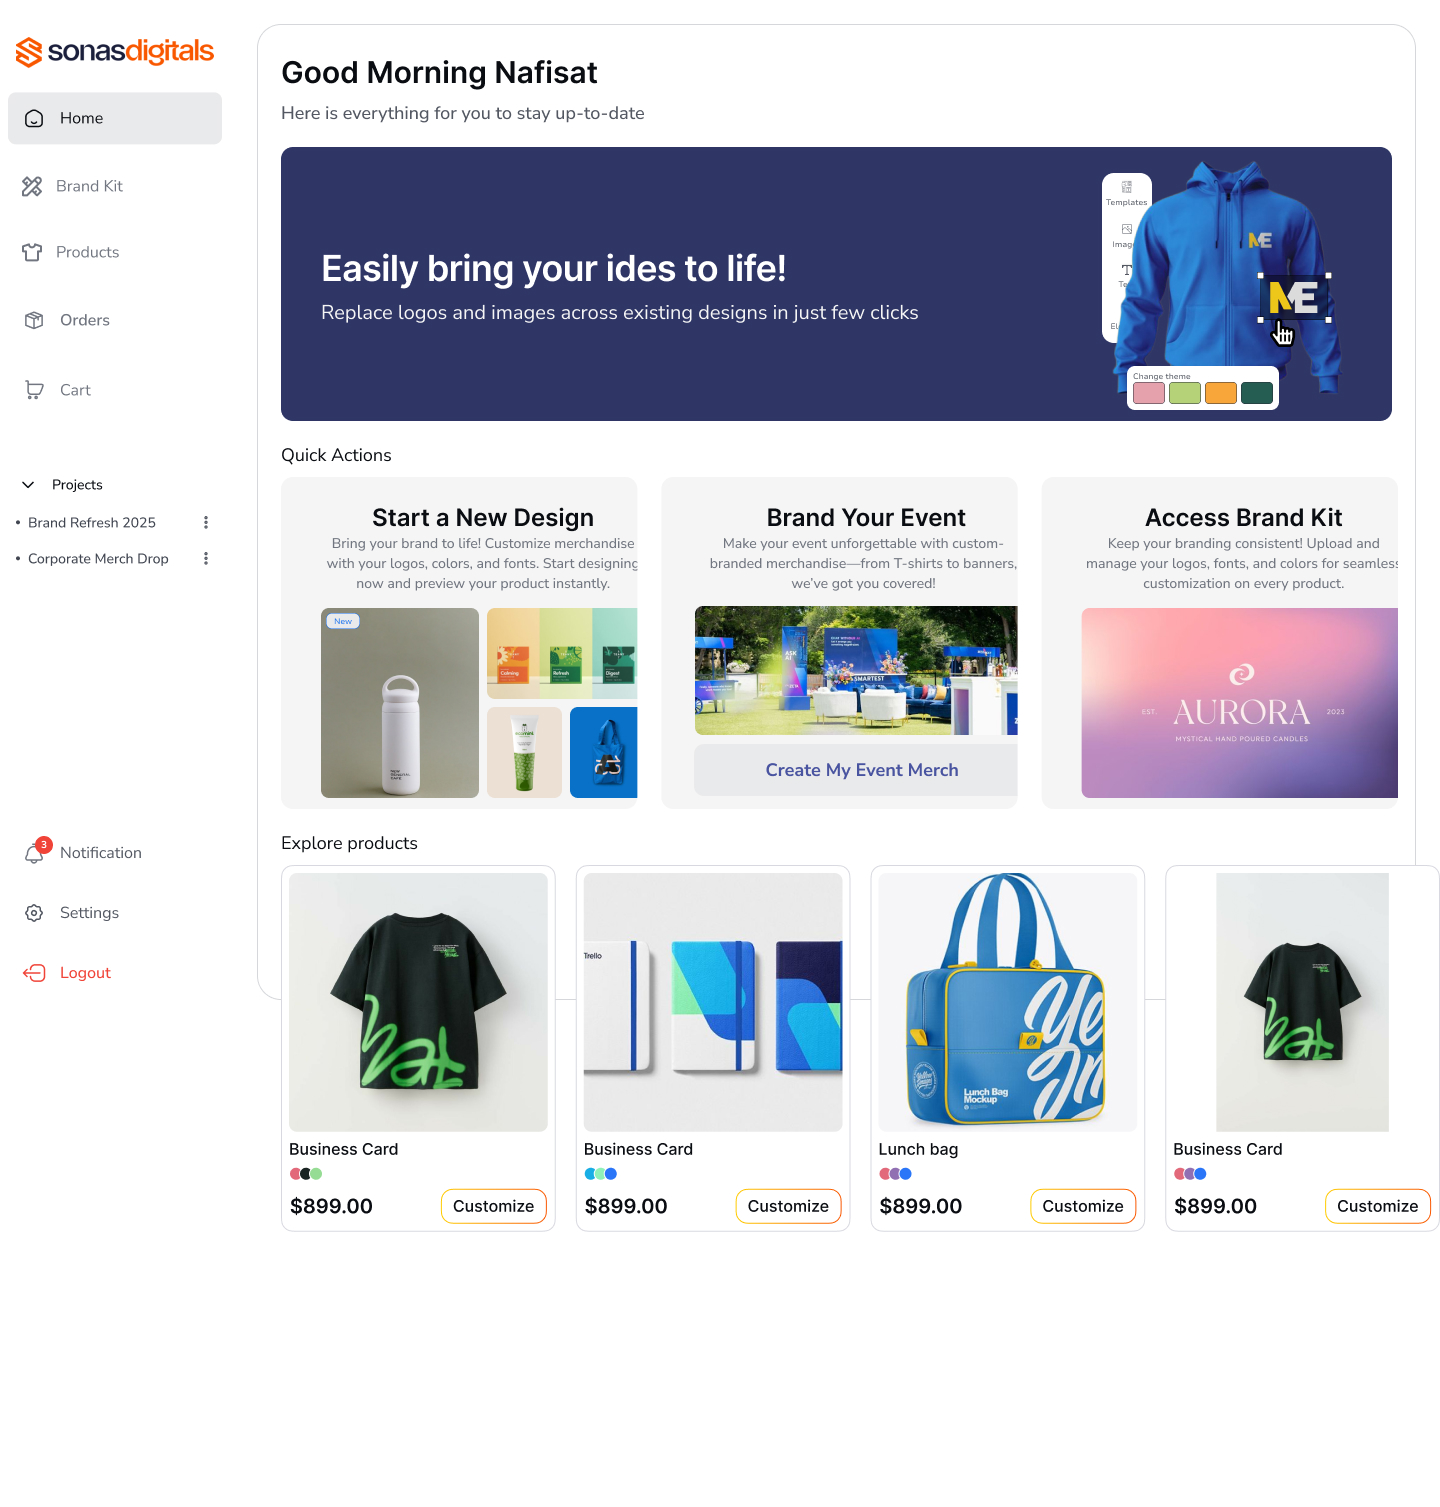 sonasdigitals
Home
Brand Kit
Products
Orders
Cart
Projects
Brand Refresh 2025
Corporate Merch Drop
3
Notification
Settings
Logout
Good Morning Nafisat
Here is everything for you to stay up-to-date
Easily bring your ides to life!
Replace logos and images across existing designs in just few clicks
Templates
ME
ME
Change theme
Quick Actions
Start a New Design
Bring your brand to life! Customize merchandise
with your logos, colors, and fonts. Start designing
now and preview your product instantly.
New
Calming
Refresh
Digest
Brand Your Event
Make your event unforgettable with custom-
branded merchandise—from T-shirts to banners,
we've got you covered!
ASK
AI
SMARTEST
Create My Event Merch
Access Brand Kit
Keep your branding consistent! Upload and
manage your logos, fonts, and colors for seamless
customization on every product.
EST.
AURORA
2023
MYSTICAL HAND POURED CANDLES
Explore products
Business Card
$899.00
Customize
Trello
Business Card
$899.00
Customize
Lunch Bag
Mockup
Lunch bag
$899.00
Customize
Business Card
$899.00
Customize